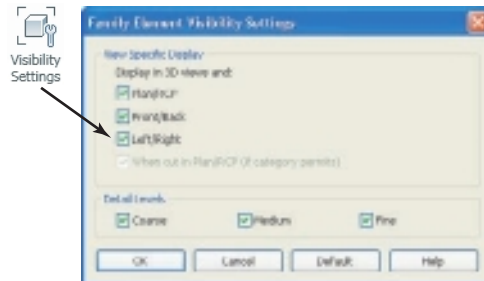 Visibility
Settings
Family Element Visibility Settings
View Specific Display
Display in 3D views and:
Plan/RCP
Front/Back
Left/Right
When cut in Plan/RCP (if category permits)
Detail Levels
Coarse Medium Fine
OK Cancel Default Help